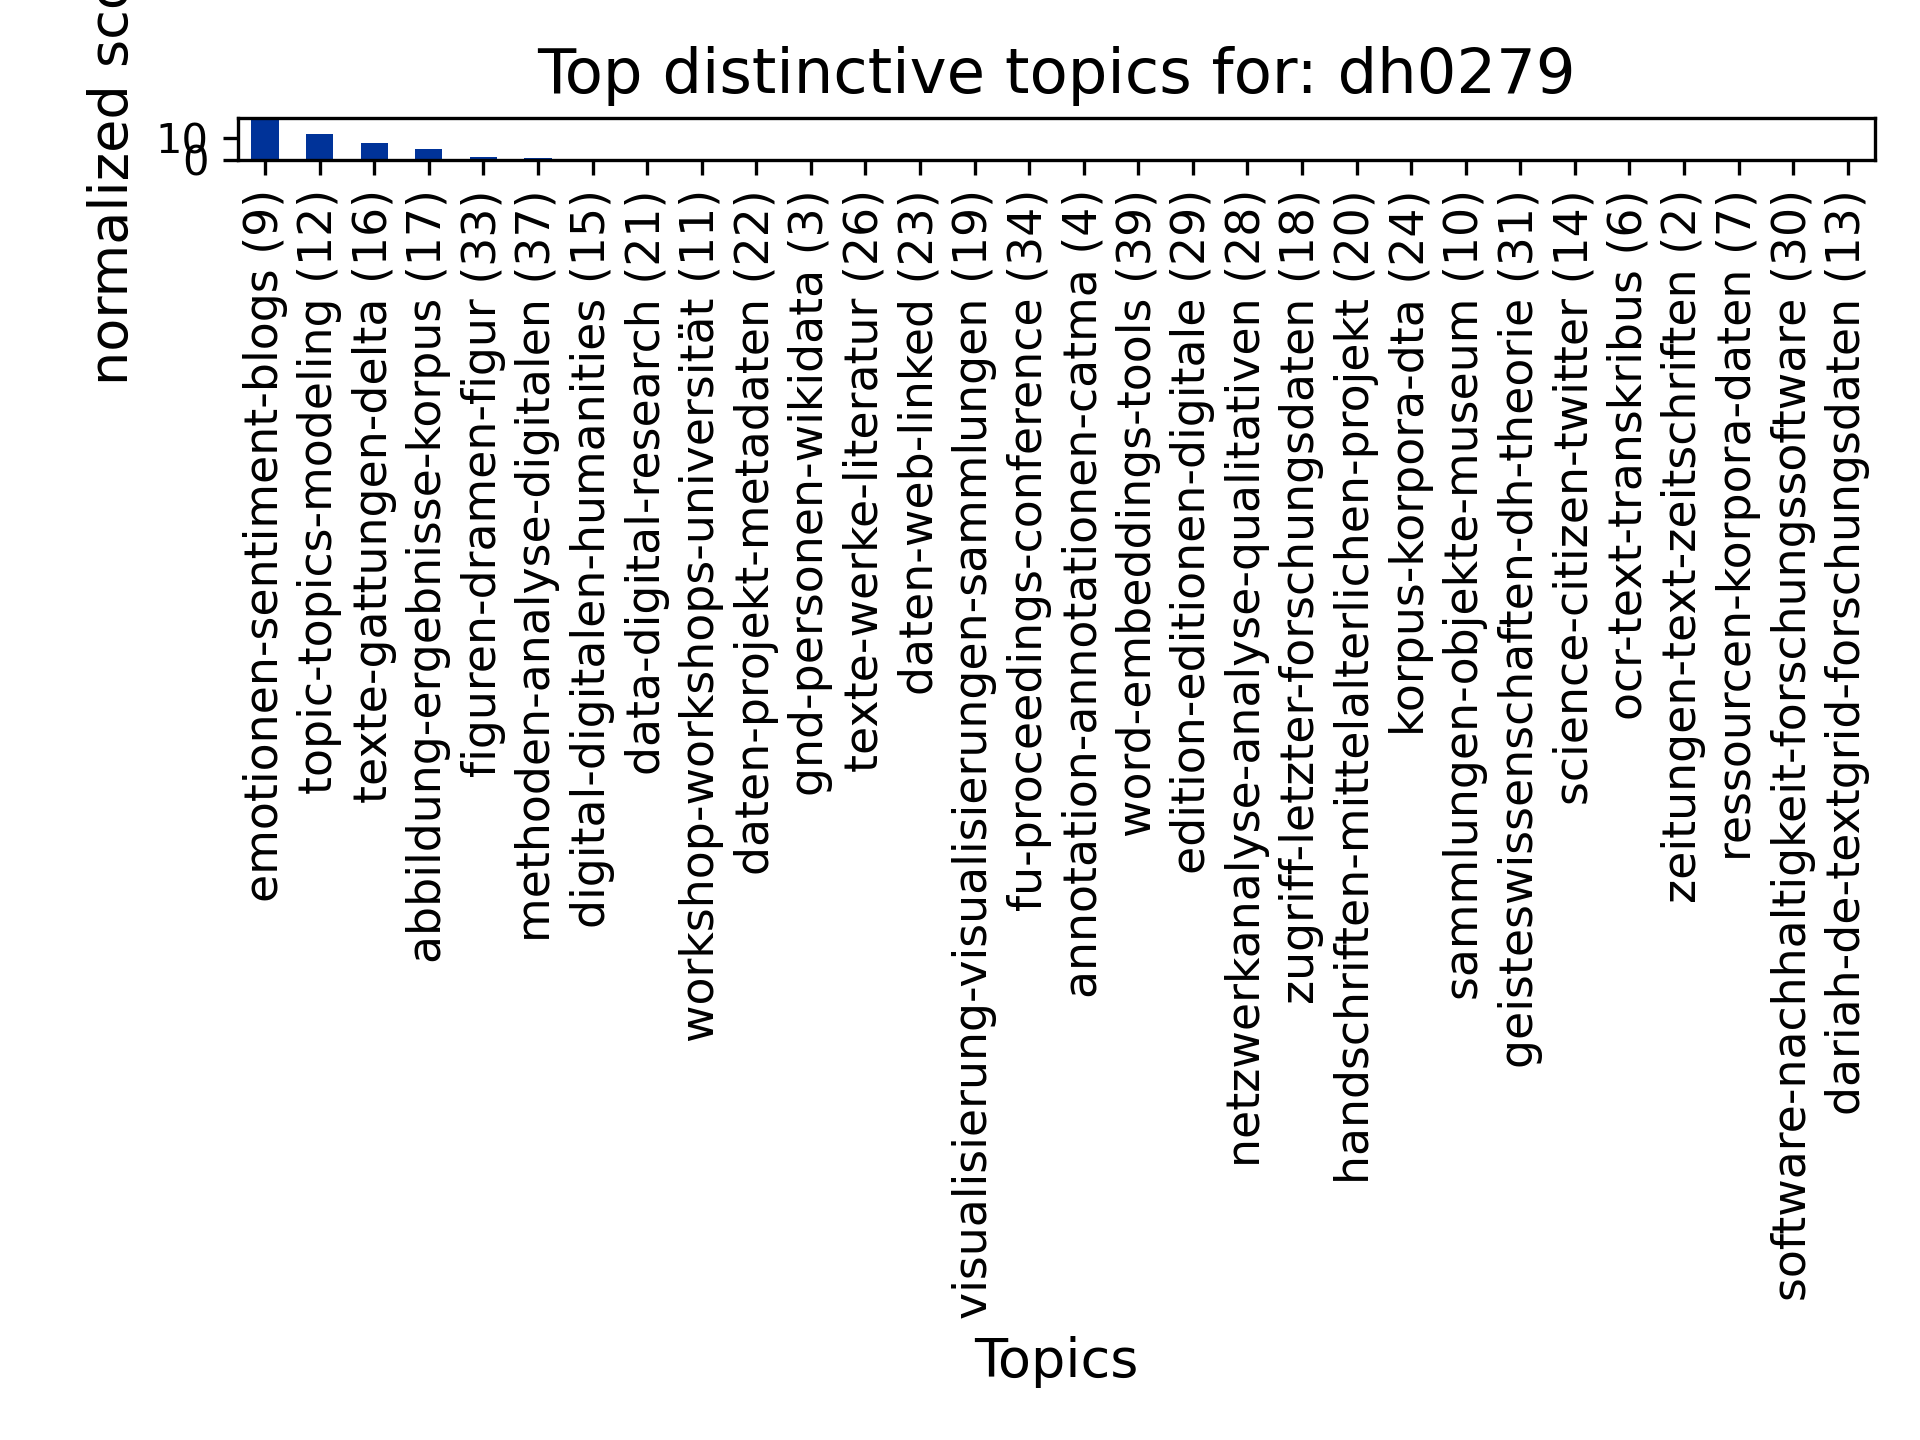 Top distinctive topics for: dh0279
normalized
10
0
emotionen-sentiment-blogs (9)
topic-topics-modeling (12)
texte-gattungen-delta (16)
abbildung-ergebnisse-korpus (17)
figuren-dramen-figur (33)
methoden-analyse-digitalen (37)
digital-digitalen-humanities (15)
data-digital-research (21)
workshop-workshops-universität (11)
daten-projekt-metadaten (22)
gnd-personen-wikidata (3)
texte-werke-literatur (26)
daten-web-linked (23)
visualisierung-visualisierungen-sammlungen (19)
fu-proceedings-conference (34)
annotation-annotationen-catma (4)
word-embeddings-tools (39)
edition-editionen-digitale (29)
netzwerkanalyse-analyse-qualitativen (28)
zugriff-letzter-forschungsdaten (18)
handschriften-mittelalterlichen-projekt (20)
korpus-korpora-dta (24)
sammlungen-objekte-museum (10)
geisteswissenschaften-dh-theorie (31)
science-citizen-twitter (14)
ocr-text-transkribus (6)
zeitungen-text-zeitschriften (2)
ressourcen-korpora-daten (7)
software-nachhaltigkeit-forschungssoftware (30)
dariah-de-textgrid-forschungsdaten (13)
Topics